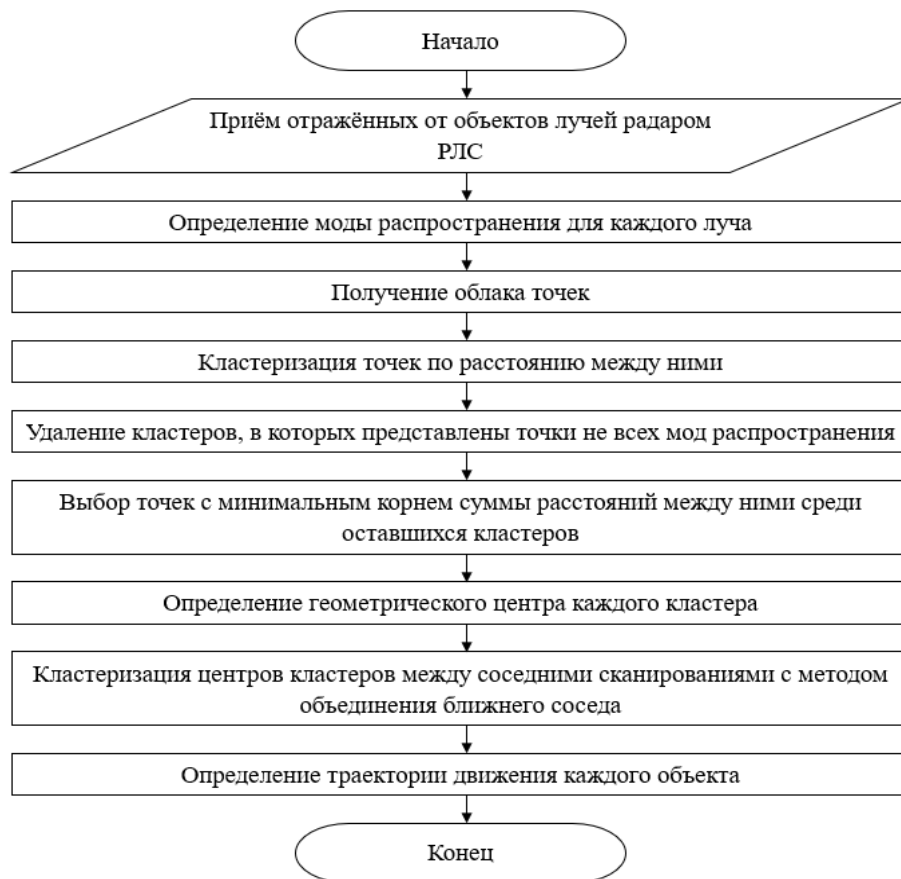 Начало
Приём отражённых от объектов лучей радаром
РЛС
Определение моды распространения для каждого луча
Получение облака точек
Кластеризация точек по расстоянию между ними
Удаление кластеров, в которых представлены точки не всех мод распространения
Выбор точек с минимальным корнем суммы расстояний между ними среди
оставшихся кластеров
Определение геометрического центра каждого кластера
Кластеризация центров кластеров между соседними сканированиями с методом
объединения ближнего соседа
Определение траектории движения каждого объекта
Конец